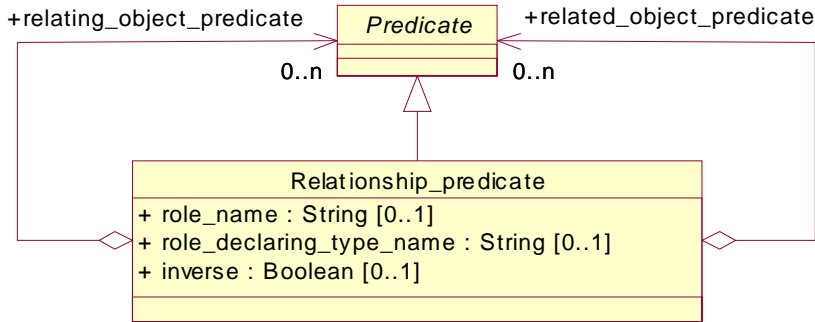 +relating_object_predicate
Predicate
+related_object_predicate
0..n
0..n
Relationship_predicate
+ role_name : String [0..1]
+ role_declaring_type_name : String [0..1]
+ inverse : Boolean [0..1]